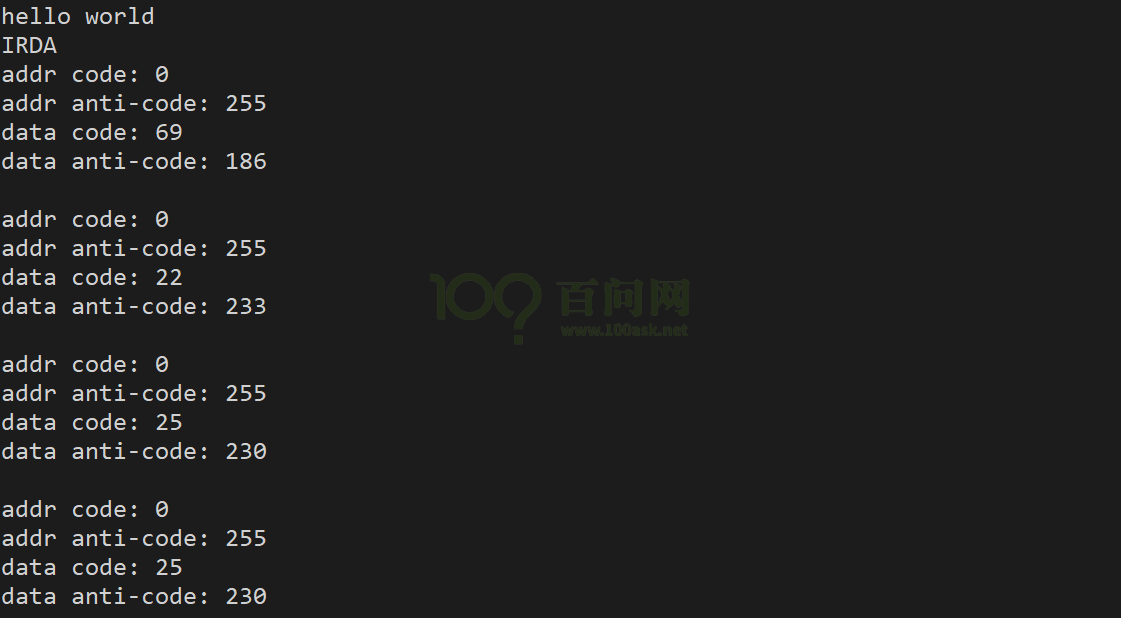 hello world
IRDA
addr code: 0
addr anti-code: 255
data code: 69
data anti-code: 186
addr code: 0
addr anti-code: 255
data code: 22
data anti-code: 233
addr code: 0
addr anti-code: 255
data code: 25
data anti-code: 230
addr code: 0
addr anti-code: 255
data code: 25
data anti-code: 230
100?
百问网
www.100ask.net